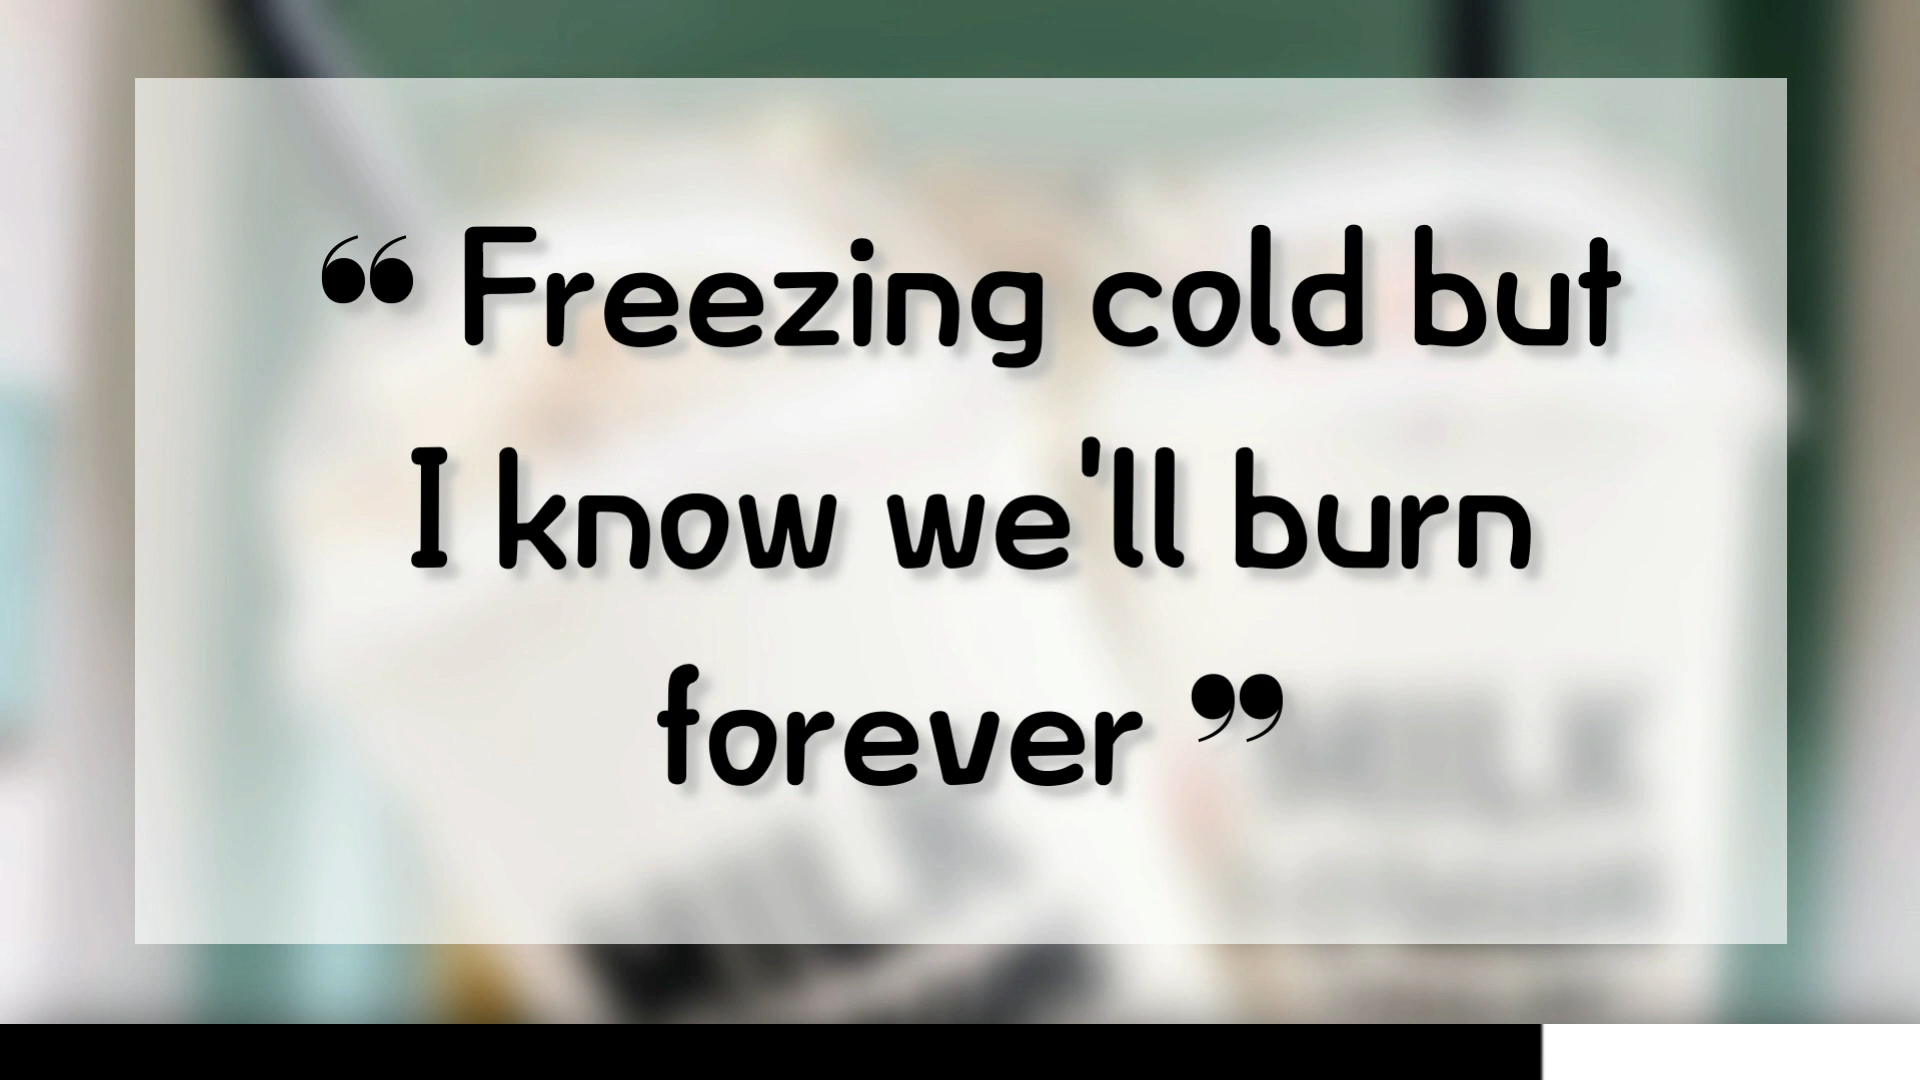 ❝ Freezing cold but
I know we'll burn
forever ❞